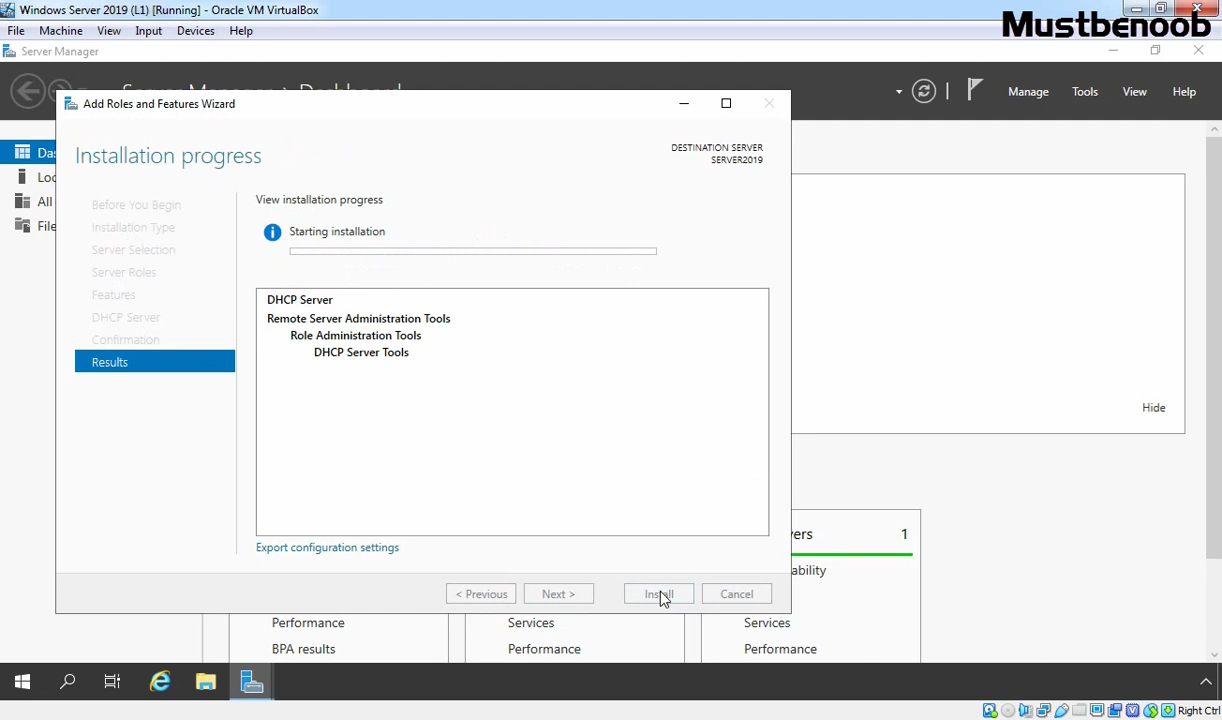 Windows Server 2019 (L1) [Running] - Oracle VM VirtualBox
Mustbenoob
File Machine View Input Devices Help
Server Manager
Manage Tools View Help
Add Roles and Features Wizard
Installation progress
DESTINATION SERVER
SERVER2019
Before You Begin
Installation Type
Server Selection
Server Roles
Features
DHCP Server
Confirmation
Results
View installation progress
Starting installation
DHCP Server
Remote Server Administration Tools
Role Administration Tools
DHCP Server Tools
Export configuration settings
< Previous Next > Install Cancel
Hide
1
Performance Services Services
BPA results Performance Performance
Right Ctrl